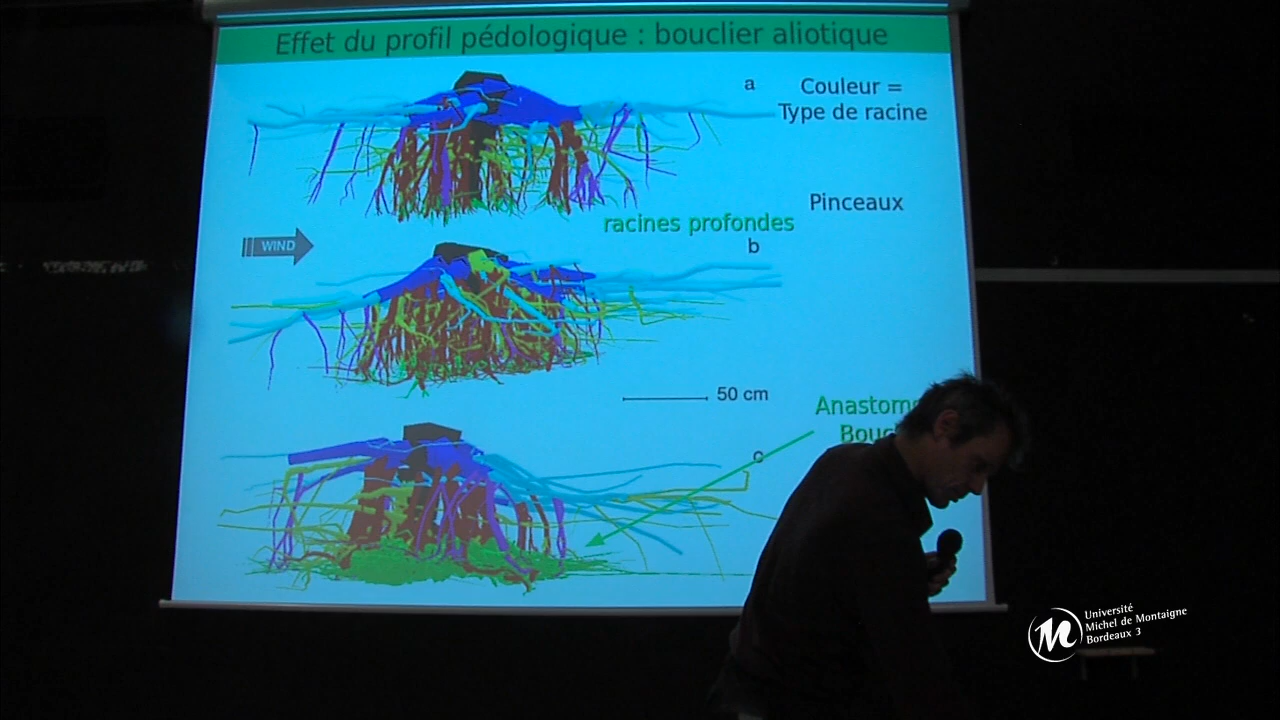 Effet du profil pédologique : bouclier aliotique
a
Couleur =
Type de racine
Pinceaux
racines profondes
b
WIND
50 cm
c
Université
Michel de Montaigne
Bordeaux 3